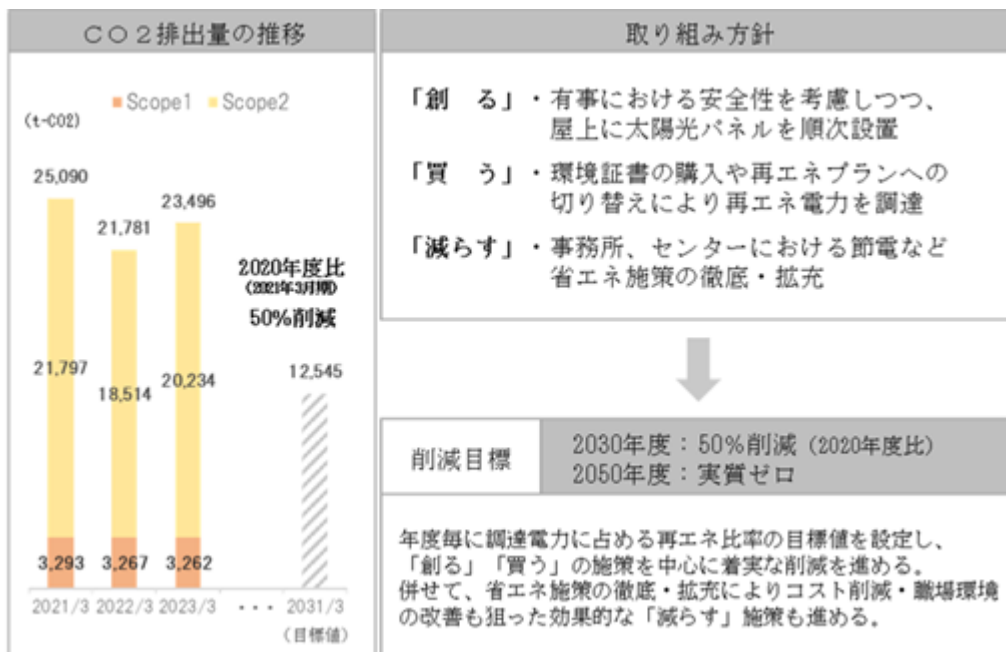 CO2排出量の推移
■Scope1 ■Scope2
(t-CO2)
25,090
21,781
23,496
2020年度比
(2021年3月期)
50%削減
21,797
18,514
20,234
12,545
3,293
3,267
3,262
2021/3 2022/3 2023/3 ・・・ 2031/3
(目標値)
取り組み方針
「創 る」・有事における安全性を考慮しつつ、
屋上に太陽光パネルを順次設置
「買 う」・環境証書の購入や再エネプランへの
切り替えにより再エネ電力を調達
「減らす」・事務所、センターにおける節電など
省エネ施策の徹底・拡充
削減目標
2030年度：50%削減（2020年度比）
2050年度：実質ゼロ
年度毎に調達電力に占める再エネ比率の目標値を設定し、
「創る」「買う」の施策を中心に着実な削減を進める。
併せて、省エネ施策の徹底・拡充によりコスト削減・職場環境
の改善も狙った効果的な「減らす」施策も進める。